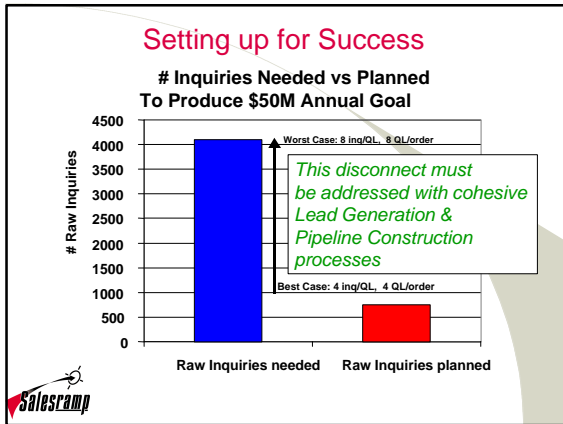 Setting up for Success
# Inquiries Needed vs Planned
To Produce $50M Annual Goal
# Raw Inquiries
4500
4000
3500
3000
2500
2000
1500
1000
500
0
Worst Case: 8 inq/QL, 8 QL/order
This disconnect must
be addressed with cohesive
Lead Generation &
Pipeline Construction
processes
Best Case: 4 inq/QL, 4 QL/order
Raw Inquiries needed
Raw Inquiries planned
Salesramp